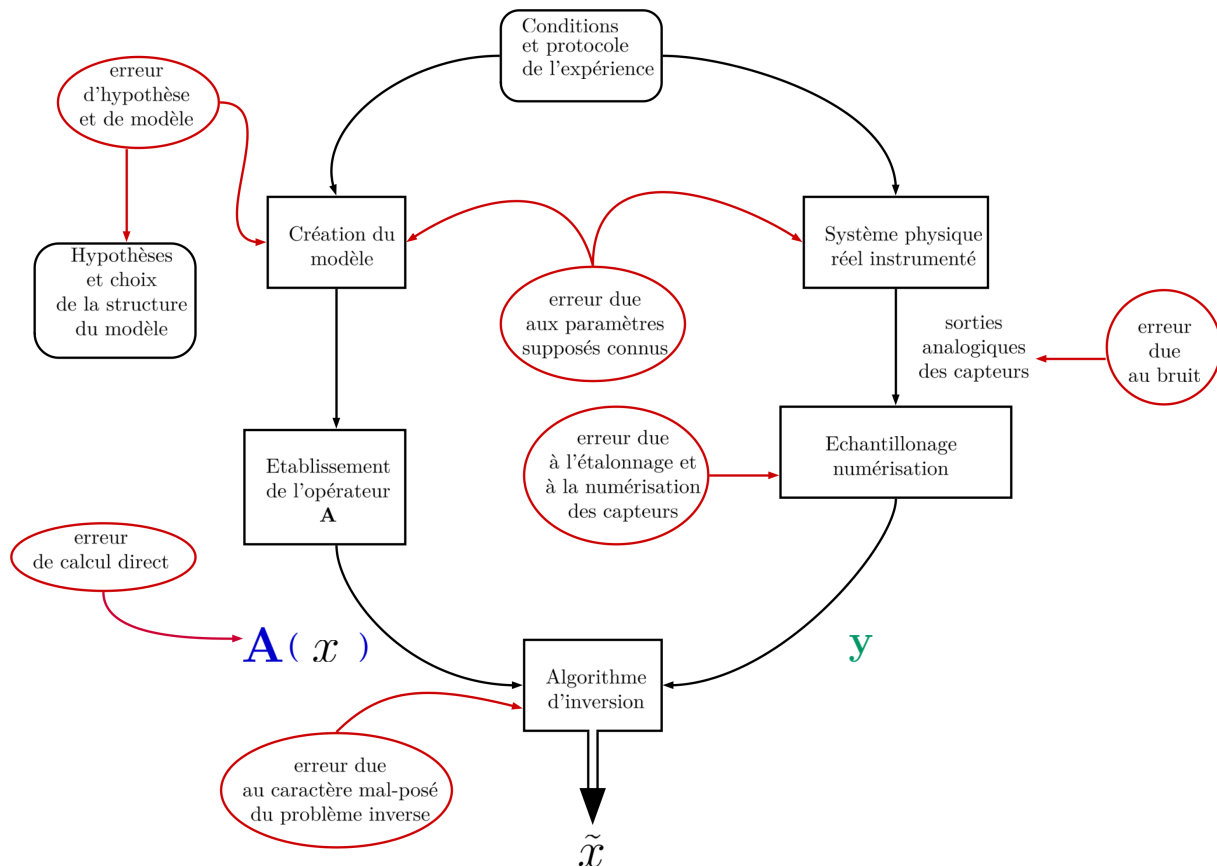 Conditions
et protocole
de l'expérience
erreur
d'hypothèse
et de modèle
Création du
modèle
Système physique
réel instrumenté
Hypothèses
et choix
de la structure
du modèle
erreur due
aux paramètres
supposés connus
sorties
analogiques
des capteurs
erreur
due
au bruit
Etablissement
de l'opérateur
A
erreur due
à l'étalonnage et
à la numérisation
des capteurs
Echantillonage
numérisation
erreur
de calcul direct
A( x )
y
Algorithme
d'inversion
erreur due
au caractère mal-posé
du problème inverse
x̃